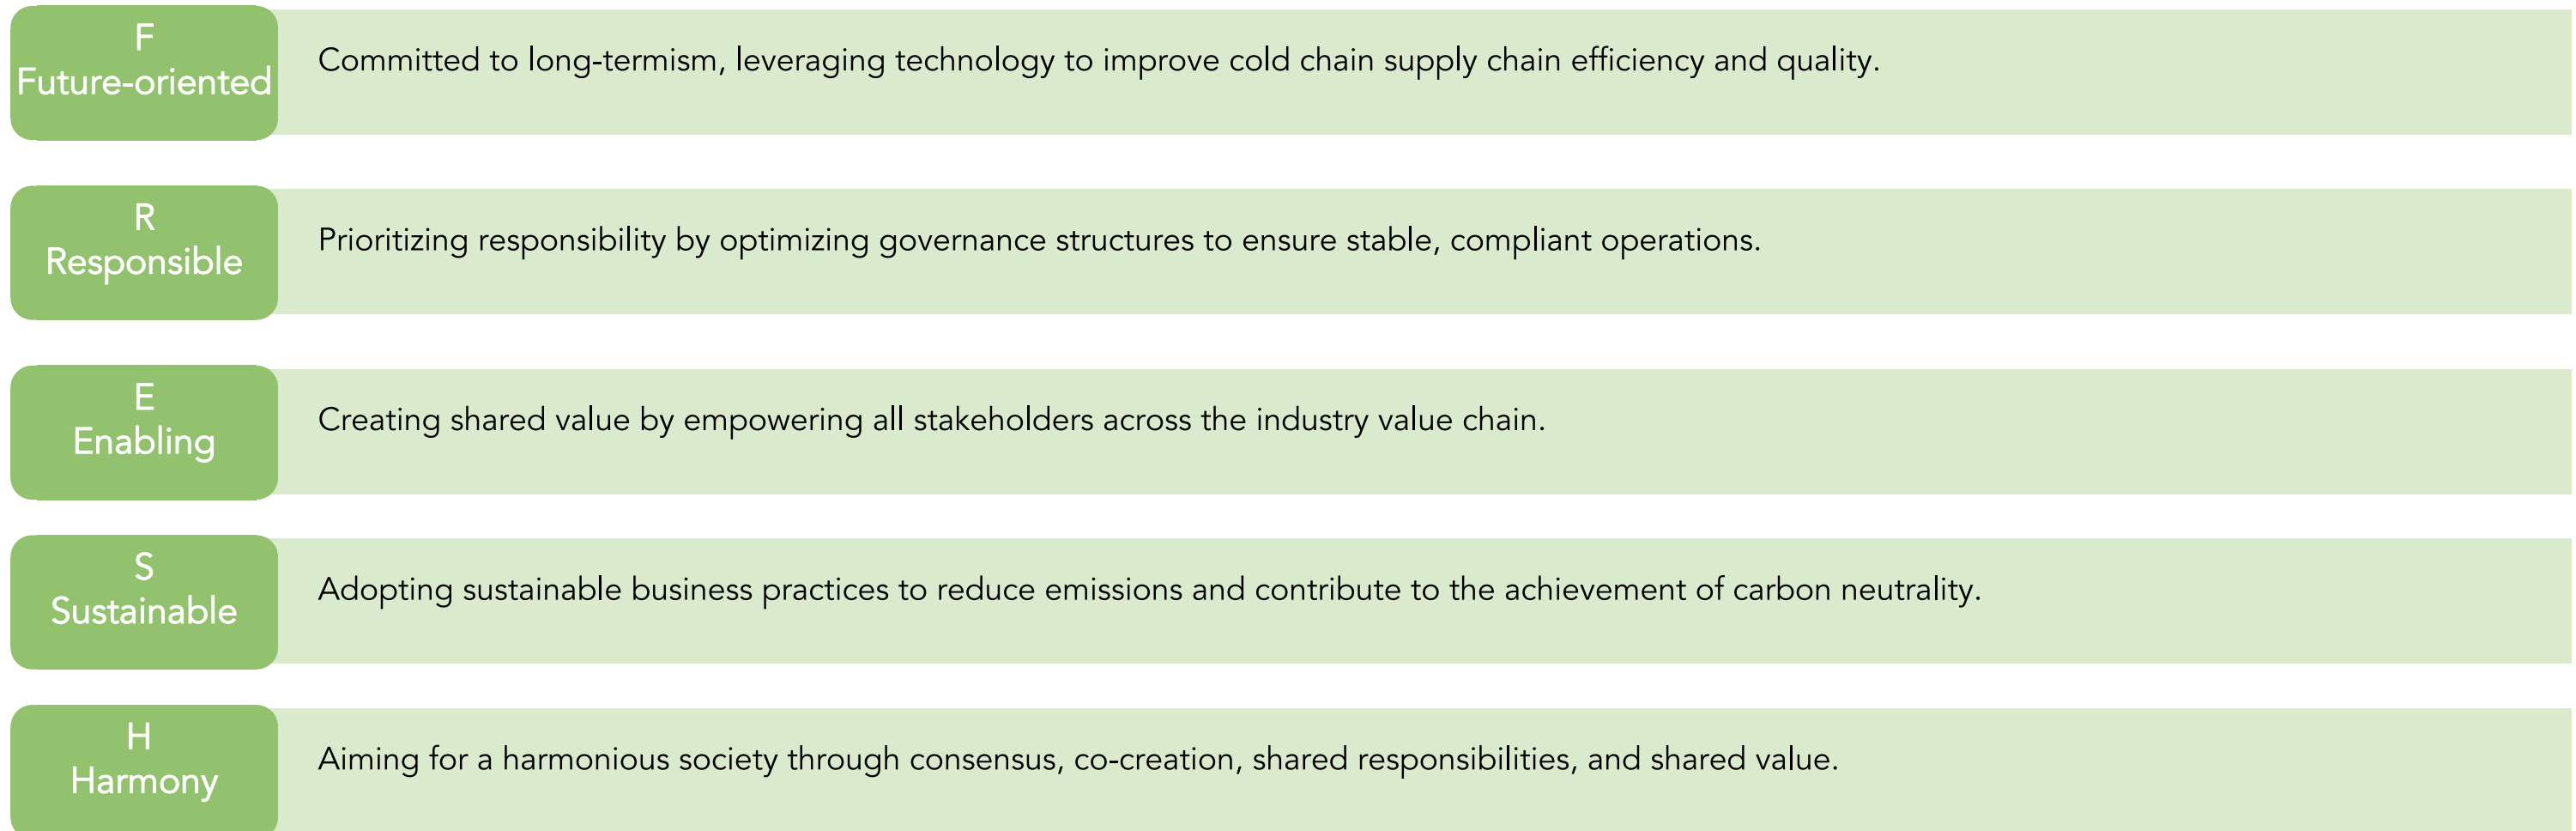 F
Future-oriented
Committed to long-termism, leveraging technology to improve cold chain supply chain efficiency and quality.
R
Responsible
Prioritizing responsibility by optimizing governance structures to ensure stable, compliant operations.
E
Enabling
Creating shared value by empowering all stakeholders across the industry value chain.
S
Sustainable
Adopting sustainable business practices to reduce emissions and contribute to the achievement of carbon neutrality.
H
Harmony
Aiming for a harmonious society through consensus, co-creation, shared responsibilities, and shared value.